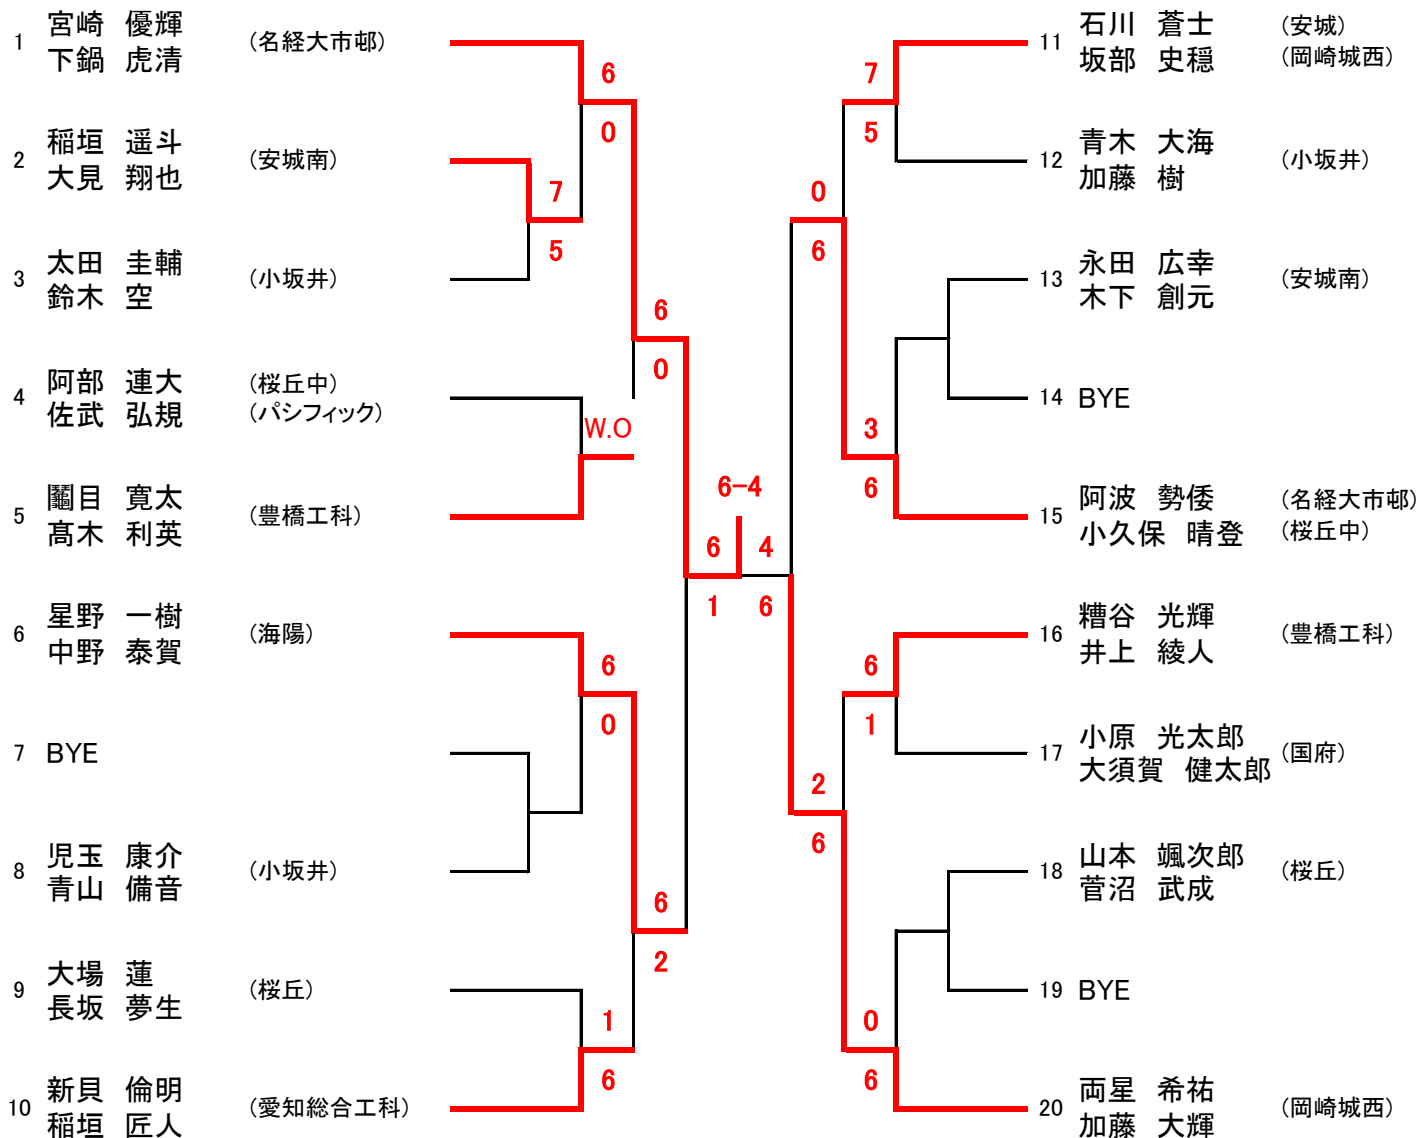 1 宮崎 優輝 (名経大市邨)
下鍋 虎清
6
0
2 稲垣 遥斗 (安城南)
大見 翔也
7
5
3 太田 圭輔 (小坂井)
鈴木 空
6
0
4 阿部 連大 (桜丘中)
佐武 弘規 (パシフィック)
W.O
5 鬮目 寛太 (豊橋工科)
髙木 利英
6-4
6 4
1 6
6 星野 一樹 (海陽)
中野 泰賀
6
0
7 BYE
8 児玉 康介 (小坂井)
青山 備音
6
2
9 大場 蓮 (桜丘)
長坂 夢生
1
6
10 新貝 倫明 (愛知総合工科)
稲垣 匠人
11 石川 蒼士 (安城)
坂部 史穏 (岡崎城西)
7
5
12 青木 大海 (小坂井)
加藤 樹
0
6
13 永田 広幸 (安城南)
木下 創元
14 BYE
3
6
15 阿波 勢倭 (名経大市邨)
小久保 晴登 (桜丘中)
16 糟谷 光輝 (豊橋工科)
井上 綾人
6
1
17 小原 光太郎 (国府)
大須賀 健太郎
2
6
18 山本 颯次郎 (桜丘)
菅沼 武成
19 BYE
0
6
20 両星 希祐 (岡崎城西)
加藤 大輝